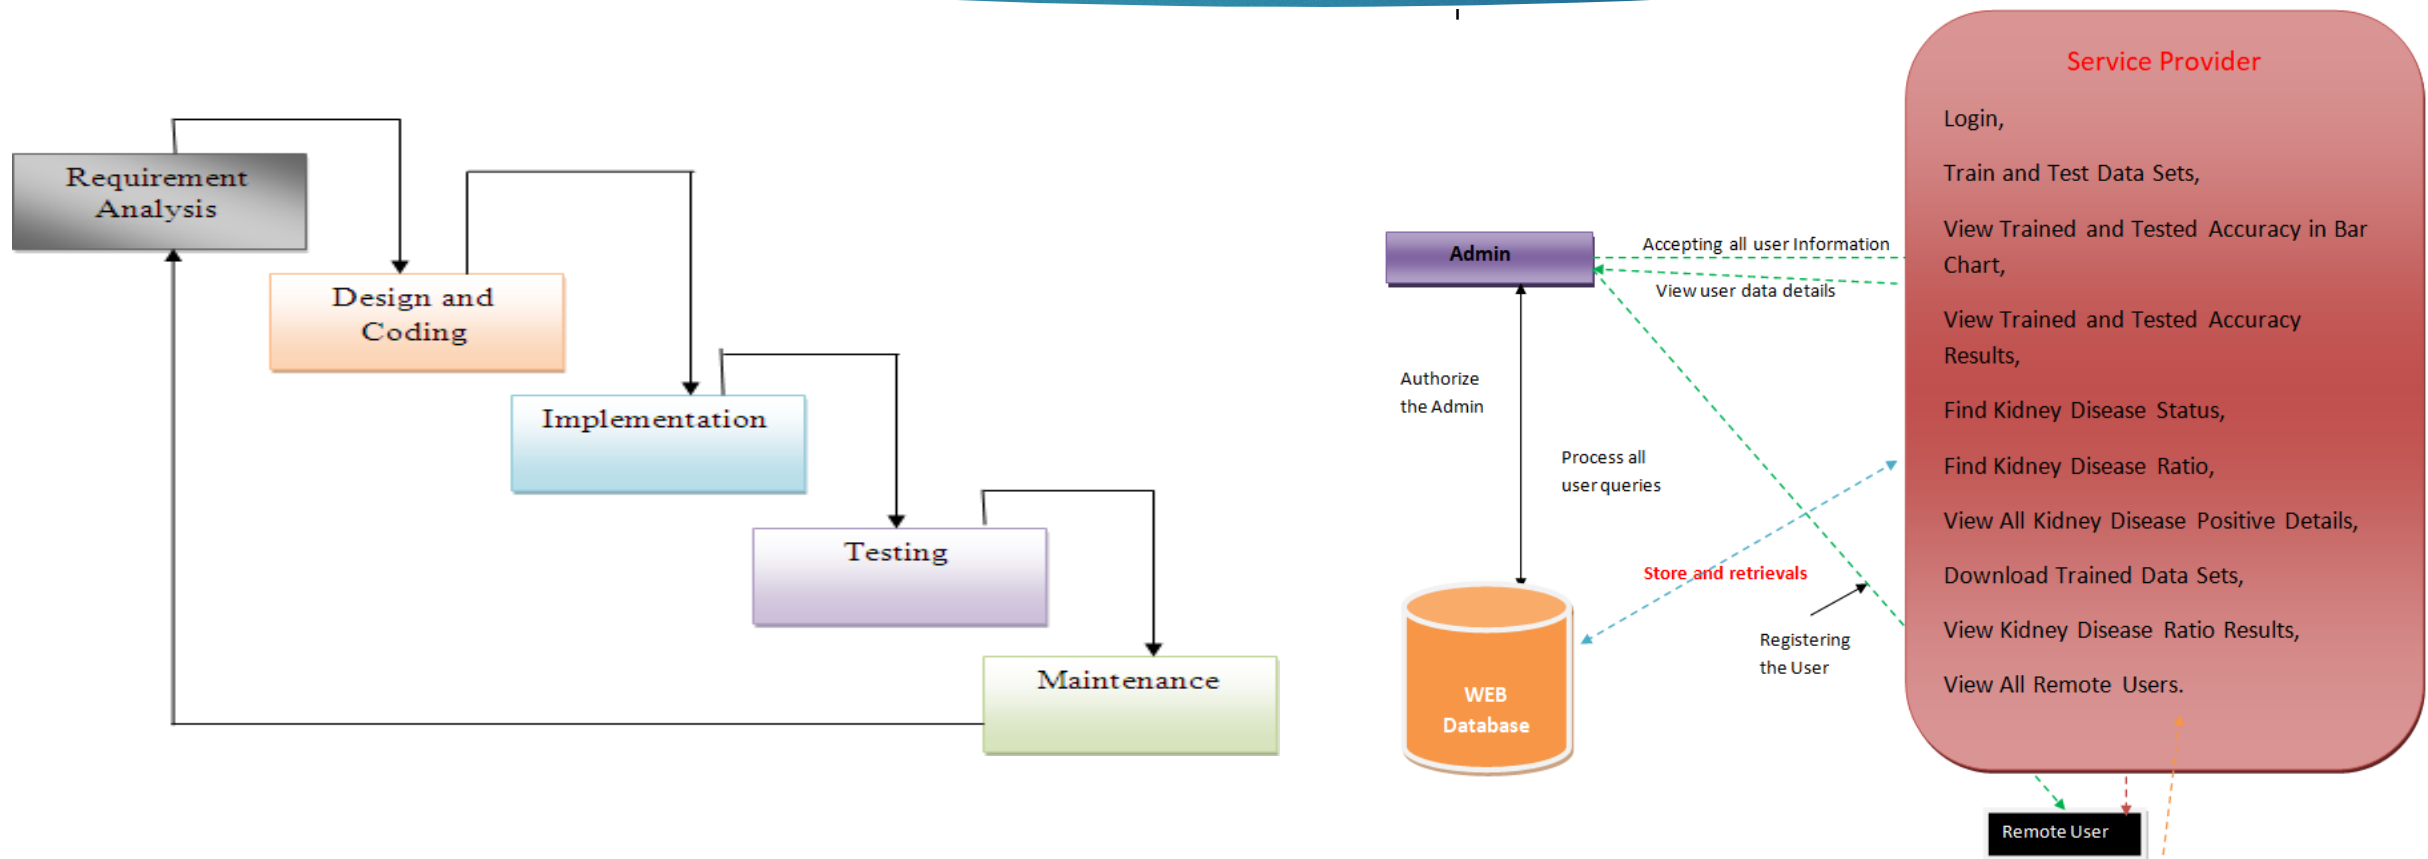 Requirement
Analysis
Design and
Coding
Implementation
Testing
Maintenance
Admin
Accepting all user Information
View user data details
Authorize
the Admin
Process all
user queries
Store and retrievals
Registering
the User
WEB
Database
Service Provider
Login,
Train and Test Data Sets,
View Trained and Tested Accuracy in Bar
Chart,
View Trained and Tested Accuracy
Results,
Find Kidney Disease Status,
Find Kidney Disease Ratio,
View All Kidney Disease Positive Details,
Download Trained Data Sets,
View Kidney Disease Ratio Results,
View All Remote Users.
Remote User